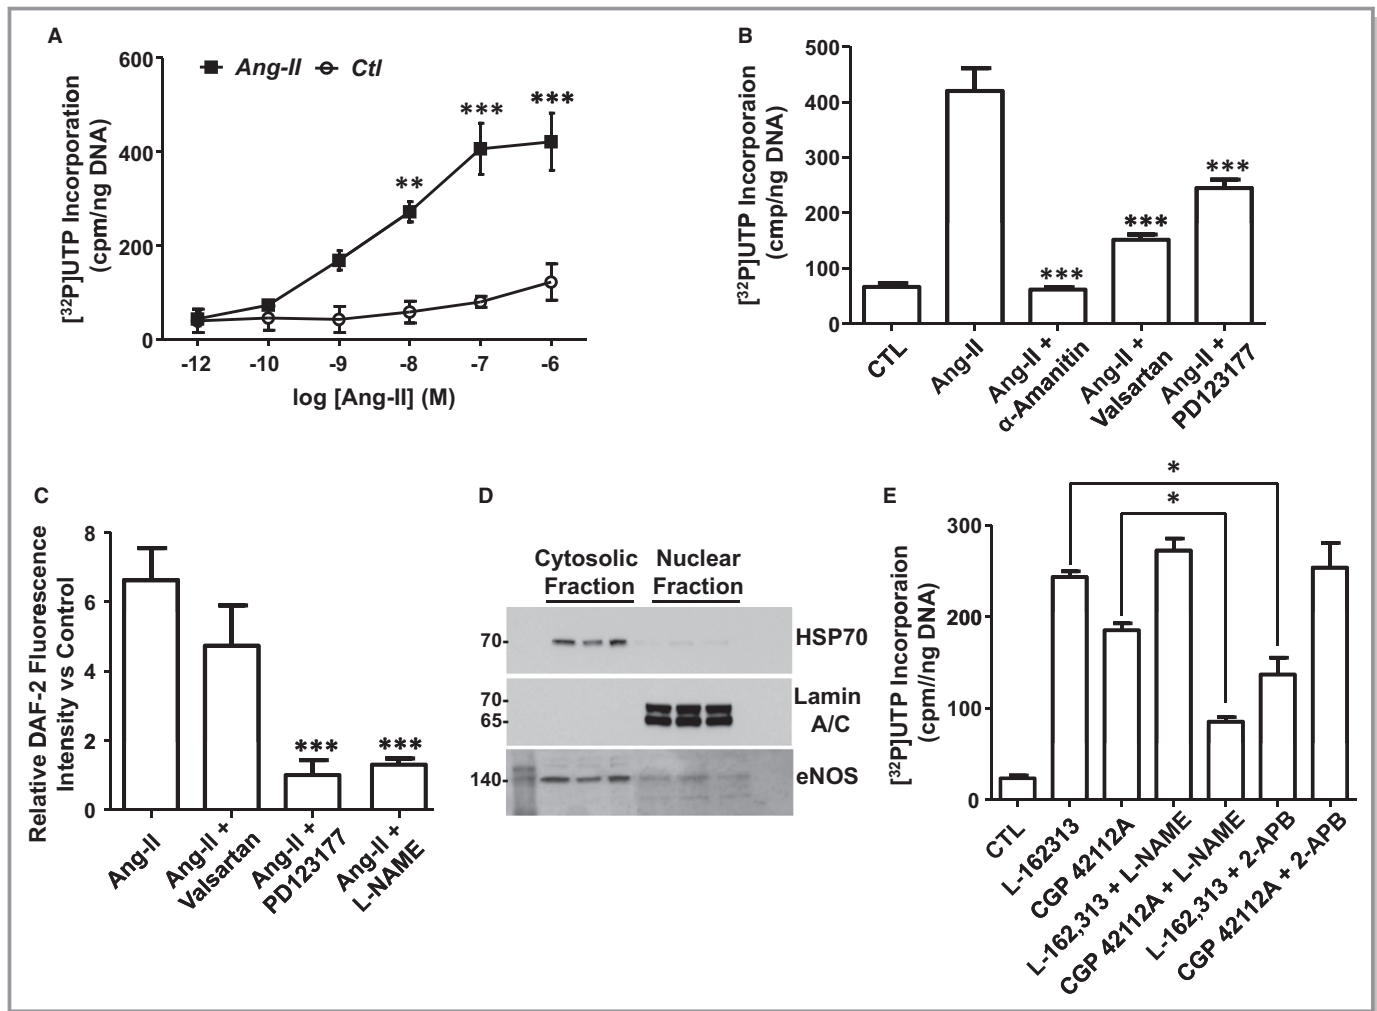 A
[³²P]UTP Incorporation
(cpm/ng DNA)
600
400
200
0
Ang-II Ctl
**
***
***
-12 -10 -9 -8 -7 -6
log [Ang-II] (M)
B
[³²P]UTP Incorporaion
(cmp/ng DNA)
500
400
300
200
100
0
***
***
***
CTL
Ang-II
Ang-II +
α-Amanitin
Ang-II +
Valsartan
Ang-II +
PD123177
C
Relative DAF-2 Fluorescence
Intensity vs Control
8
6
4
2
0
***
***
Ang-II
Ang-II +
Valsartan
Ang-II +
PD123177
Ang-II +
L-NAME
D
Cytosolic
Fraction
Nuclear
Fraction
70-
HSP70
70-
65-
Lamin
A/C
140-
eNOS
E
[³²P]UTP Incorporaion
(cpm//ng DNA)
300
200
100
0
*
*
CTL
L-162313
CGP 42112A
L-162,313 + L-NAME
CGP 42112A + L-NAME
L-162,313 + 2-APB
CGP 42112A + 2-APB